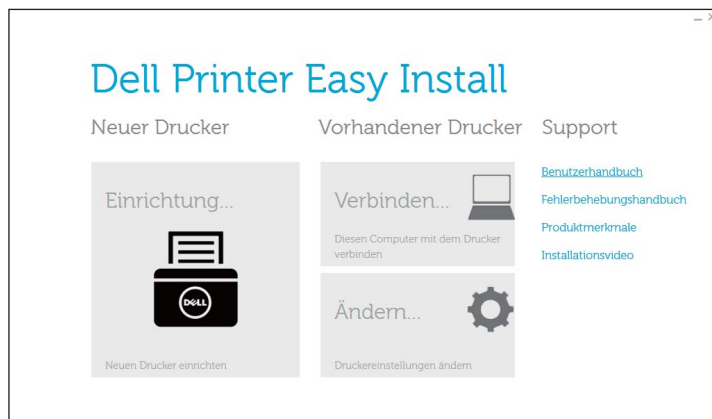 Dell Printer Easy Install
Neuer Drucker
Vorhandener Drucker
Support
Einrichtung...
DELL
Neuen Drucker einrichten
Verbinden...
Diesen Computer mit dem Drucker
verbinden
Ändern...
Druckereinstellungen ändern
Benutzerhandbuch
Fehlerbehebungshandbuch
Produktmerkmale
Installationsvideo